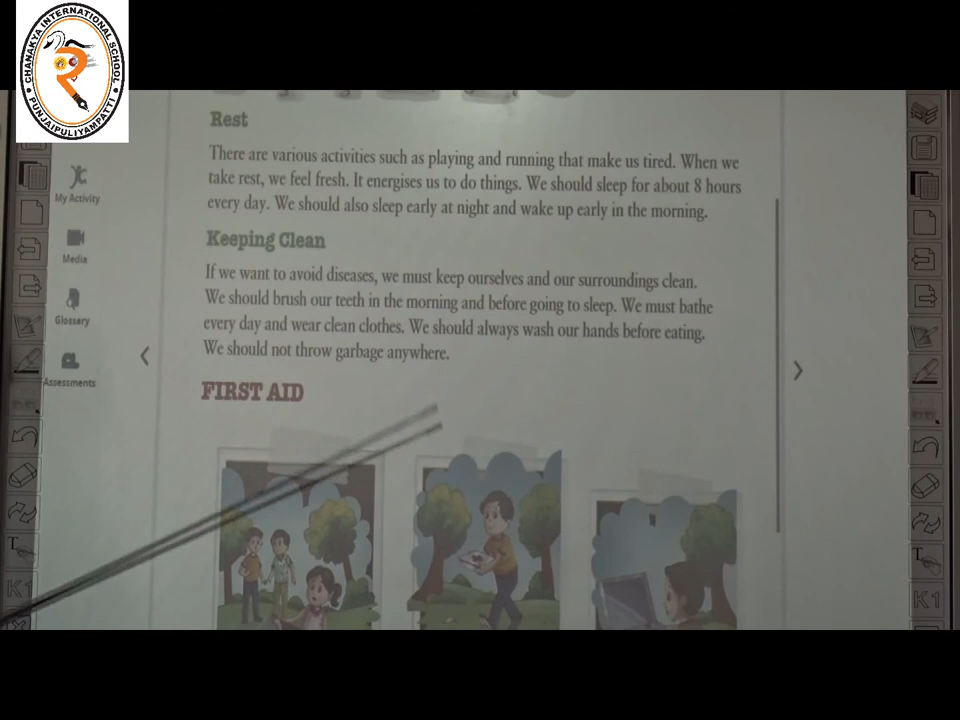 CHANAKYA INTERNATIONAL SCHOOL
PUNJAIPULIYAMPATTI
My Activity
Media
Glossery
Assessments
Rest
There are various activities such as playing and running that make us tired. When we
take rest, we feel fresh. It energises us to do things. We should sleep for about 8 hours
every day. We should also sleep early at night and wake up early in the morning.
Keeping Clean
If we want to avoid diseases, we must keep ourselves and our surroundings clean.
We should brush our teeth in the morning and before going to sleep. We must bathe
every day and wear clean clothes. We should always wash our hands before eating.
We should not throw garbage anywhere.
FIRST AID
T
K1
T
K1